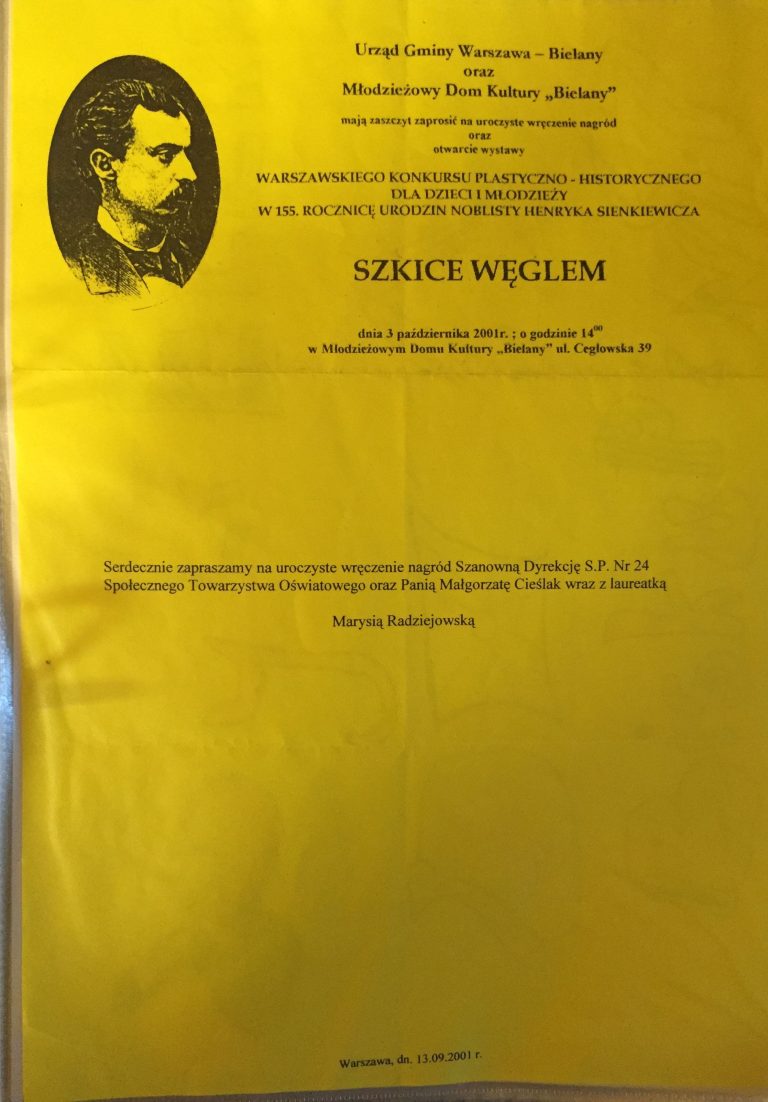 Urząd Gminy Warszawa – Bielany
oraz
Młodzieżowy Dom Kultury „Bielany”
mają zaszczyt zaprosić na uroczyste wręczenie nagród
oraz
otwarcie wystawy
WARSZAWSKIEGO KONKURSU PLASTYCZNO - HISTORYCZNEGO
DLA DZIECI I MŁODZIEŻY
W 155. ROCZNICĘ URODZIN NOBLISTY HENRYKA SIENKIEWICZA
SZKICE WĘGLEM
dnia 3 października 2001r. ; o godzinie 14⁰⁰
w Młodzieżowym Domu Kultury „Bielany” ul. Cegłowska 39
Serdecznie zapraszamy na uroczyste wręczenie nagród Szanowną Dyrekcję S.P. Nr 24
Społecznego Towarzystwa Oświatowego oraz Panią Małgorzatę Cieślak wraz z laureatką
Marysią Radziejowską
Warszawa, dn. 13.09.2001 r.